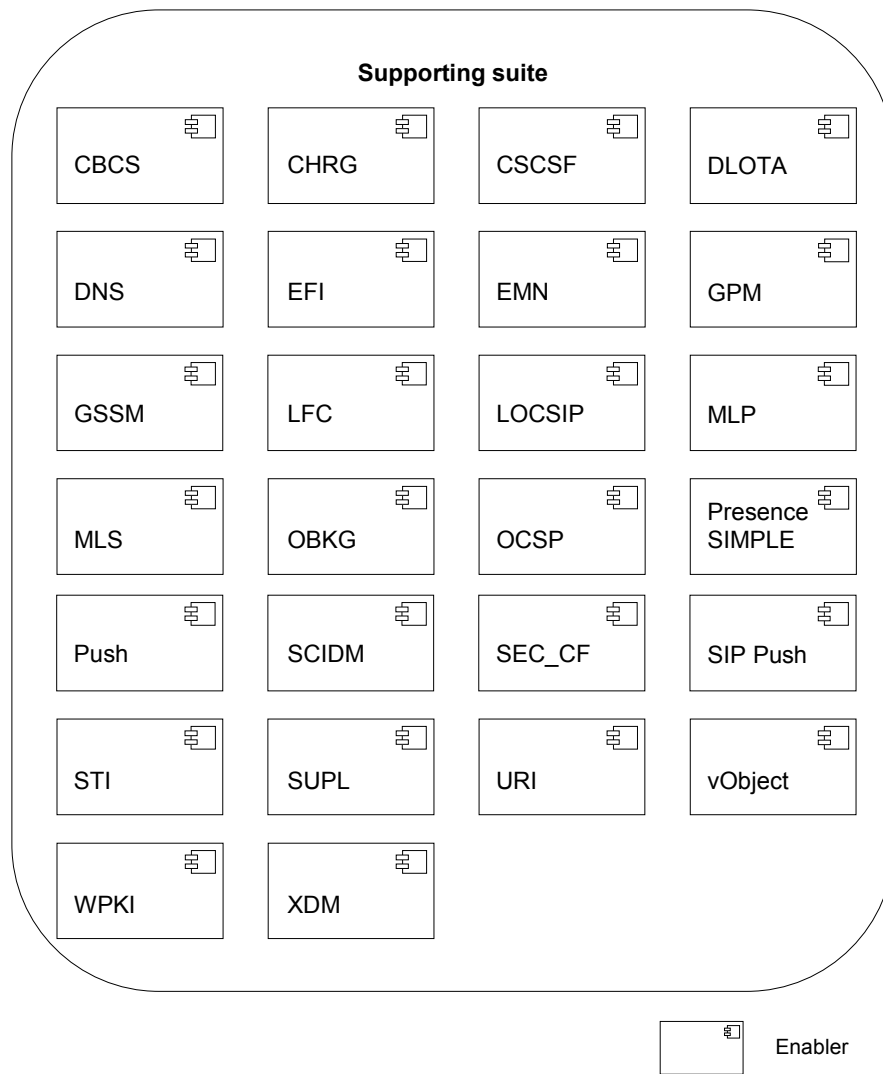 Supporting suite
CBCS
CHRG
CSCSF
DLOTA
DNS
EFI
EMN
GPM
GSSM
LFC
LOCSIP
MLP
MLS
OBKG
OCSP
Presence
SIMPLE
Push
SCIDM
SEC_CF
SIP Push
STI
SUPL
URI
vObject
WPKI
XDM
Enabler